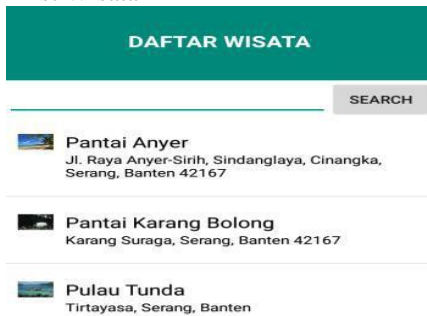 DAFTAR WISATA
SEARCH
Pantai Anyer
Jl. Raya Anyer-Sirih, Sindanglaya, Cinangka,
Serang, Banten 42167
Pantai Karang Bolong
Karang Suraga, Serang, Banten 42167
Pulau Tunda
Tirtayasa, Serang, Banten